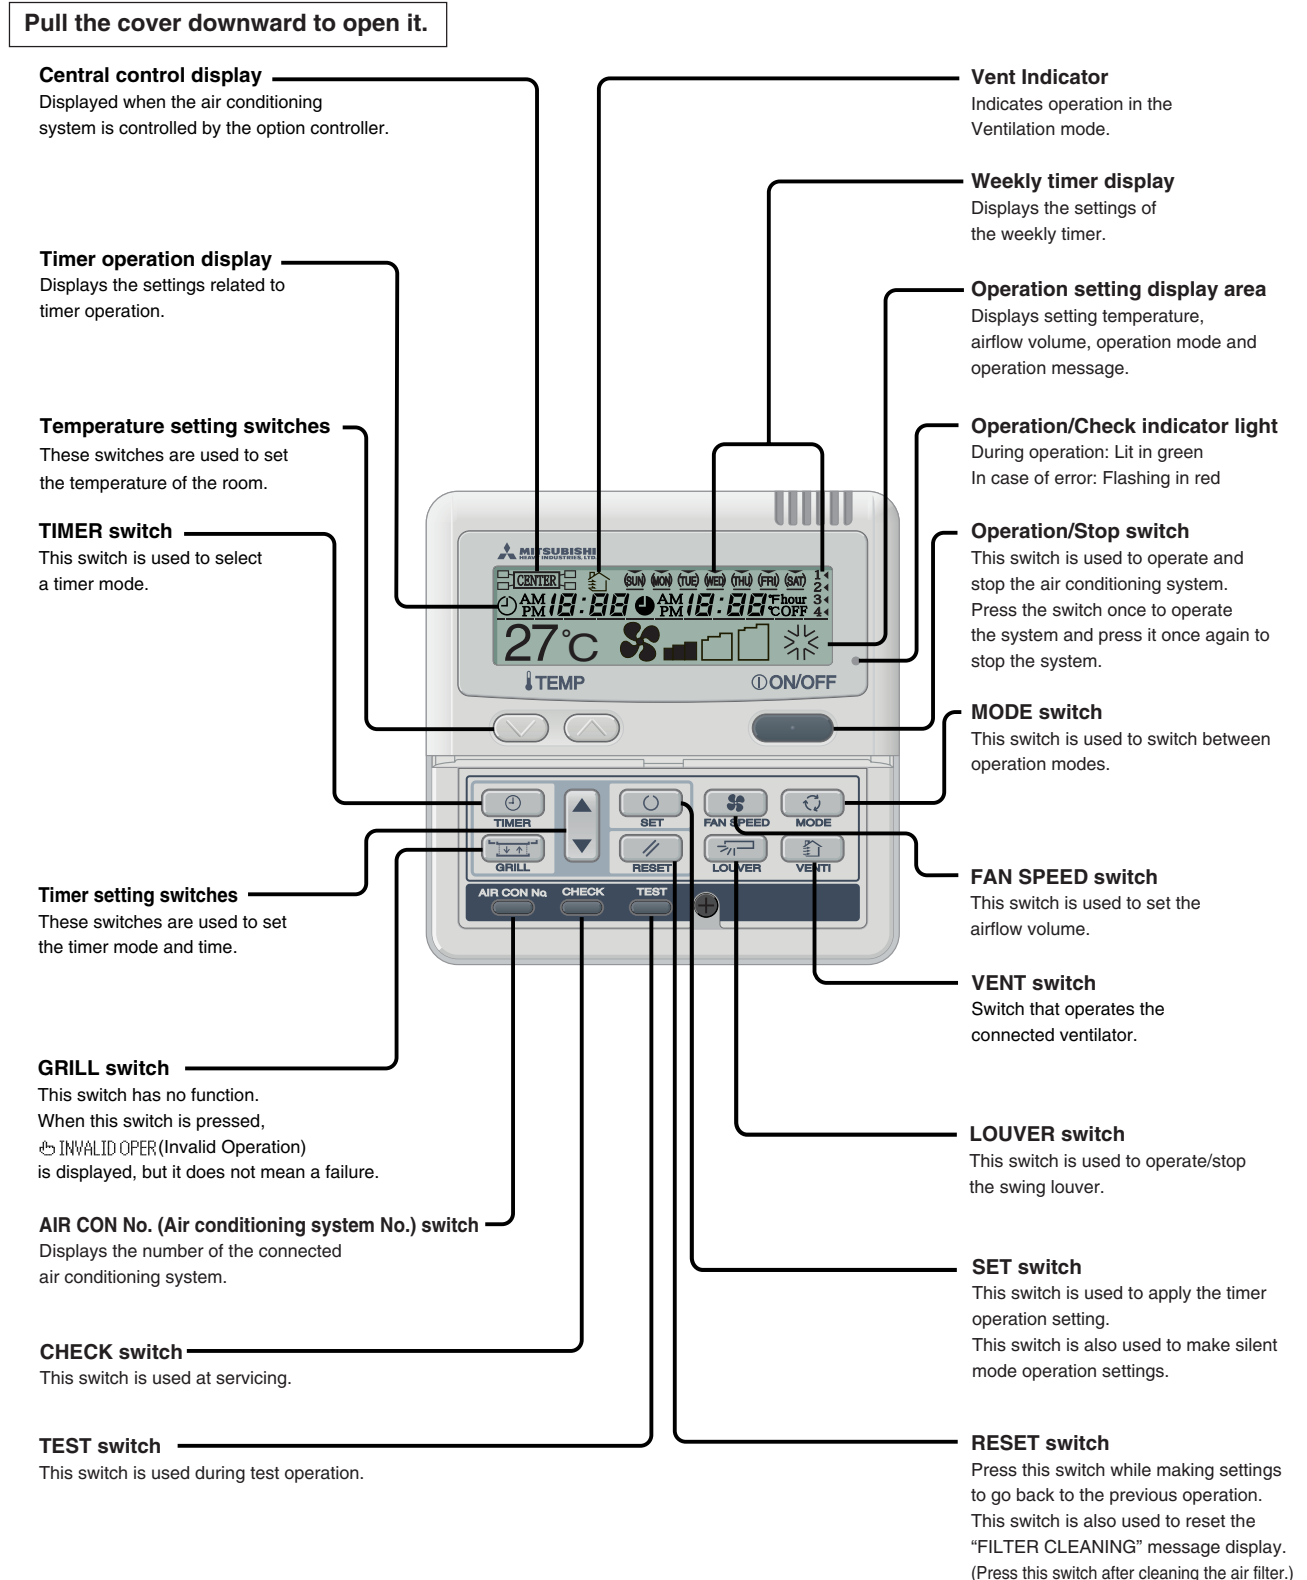 Pull the cover downward to open it.
Central control display
Displayed when the air conditioning
system is controlled by the option controller.
Timer operation display
Displays the settings related to
timer operation.
Temperature setting switches
These switches are used to set
the temperature of the room.
TIMER switch
This switch is used to select
a timer mode.
Timer setting switches
These switches are used to set
the timer mode and time.
GRILL switch
This switch has no function.
When this switch is pressed,
INVALID OPER(Invalid Operation)
is displayed, but it does not mean a failure.
AIR CON No. (Air conditioning system No.) switch
Displays the number of the connected
air conditioning system.
CHECK switch
This switch is used at servicing.
TEST switch
This switch is used during test operation.
MITSUBISHI
HEAVY INDUSTRIES, LTD.
CENTER SUN MON TUE WED THU FRI SAT 1
2
AM 18:88 AM 18:88 °F hour 3
PM PM °C OFF 4
27°C
TEMP ON/OFF
TIMER SET FAN SPEED MODE
GRILL RESET LOUVER VENTI
AIR CON No. CHECK TEST
Vent Indicator
Indicates operation in the
Ventilation mode.
Weekly timer display
Displays the settings of
the weekly timer.
Operation setting display area
Displays setting temperature,
airflow volume, operation mode and
operation message.
Operation/Check indicator light
During operation: Lit in green
In case of error: Flashing in red
Operation/Stop switch
This switch is used to operate and
stop the air conditioning system.
Press the switch once to operate
the system and press it once again to
stop the system.
MODE switch
This switch is used to switch between
operation modes.
FAN SPEED switch
This switch is used to set the
airflow volume.
VENT switch
Switch that operates the
connected ventilator.
LOUVER switch
This switch is used to operate/stop
the swing louver.
SET switch
This switch is used to apply the timer
operation setting.
This switch is also used to make silent
mode operation settings.
RESET switch
Press this switch while making settings
to go back to the previous operation.
This switch is also used to reset the
“FILTER CLEANING” message display.
(Press this switch after cleaning the air filter.)